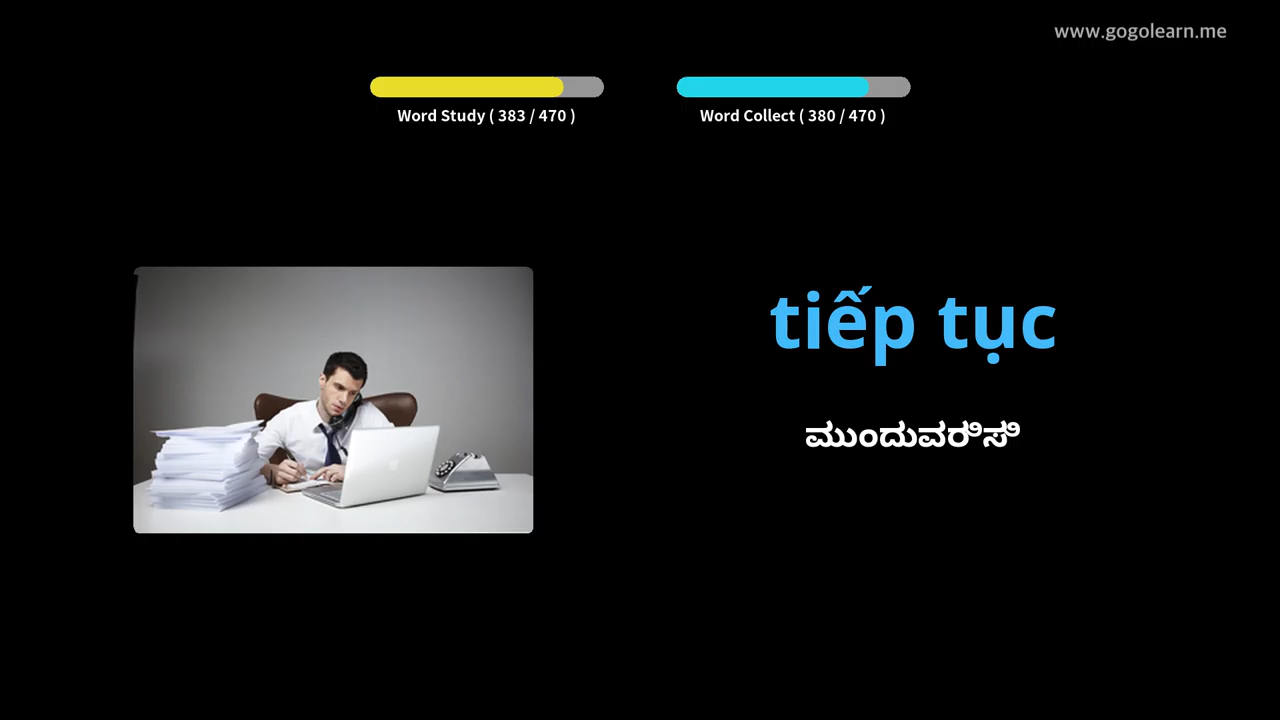 www.gogolearn.me
Word Study ( 383 / 470 )
Word Collect ( 380 / 470 )
tiếp tục
ಮುಂದುವರಿಸಿ